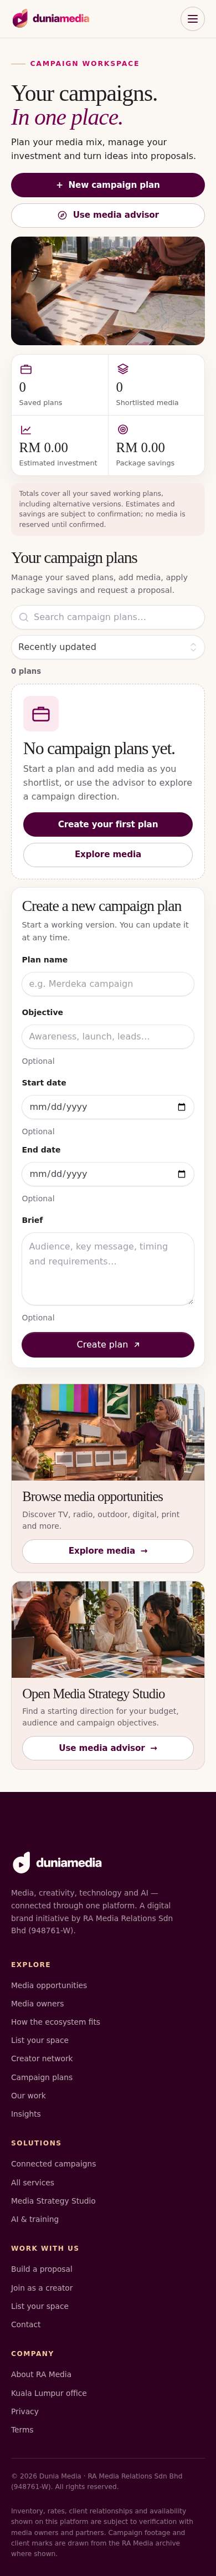 duniamedia
CAMPAIGN WORKSPACE
Your campaigns.
In one place.
Plan your media mix, manage your
investment and turn ideas into proposals.
+ New campaign plan
Use media advisor
0
Saved plans
0
Shortlisted media
RM 0.00
Estimated investment
RM 0.00
Package savings
Totals cover all your saved working plans,
including alternative versions. Estimates and
savings are subject to confirmation; no media is
reserved until confirmed.
Your campaign plans
Manage your saved plans, add media, apply
package savings and request a proposal.
Search campaign plans...
Recently updated
0 plans
No campaign plans yet.
Start a plan and add media as you
shortlist, or use the advisor to explore
a campaign direction.
Create your first plan
Explore media
Create a new campaign plan
Start a working version. You can update it
at any time.
Plan name
e.g. Merdeka campaign
Objective
Awareness, launch, leads...
Optional
Start date
mm/dd/yyyy
Optional
End date
mm/dd/yyyy
Optional
Brief
Audience, key message, timing
and requirements...
Optional
Create plan ↗
Browse media opportunities
Discover TV, radio, outdoor, digital, print
and more.
Explore media →
Open Media Strategy Studio
Find a starting direction for your budget,
audience and campaign objectives.
Use media advisor →
duniamedia
Media, creativity, technology and AI —
connected through one platform. A digital
brand initiative by RA Media Relations Sdn
Bhd (948761-W).
EXPLORE
Media opportunities
Media owners
How the ecosystem fits
List your space
Creator network
Campaign plans
Our work
Insights
SOLUTIONS
Connected campaigns
All services
Media Strategy Studio
AI & training
WORK WITH US
Build a proposal
Join as a creator
List your space
Contact
COMPANY
About RA Media
Kuala Lumpur office
Privacy
Terms
© 2026 Dunia Media · RA Media Relations Sdn Bhd
(948761-W). All rights reserved.
Inventory, rates, client relationships and availability
shown on this platform are subject to verification with
media owners and partners. Campaign footage and
client marks are drawn from the RA Media archive
where shown.